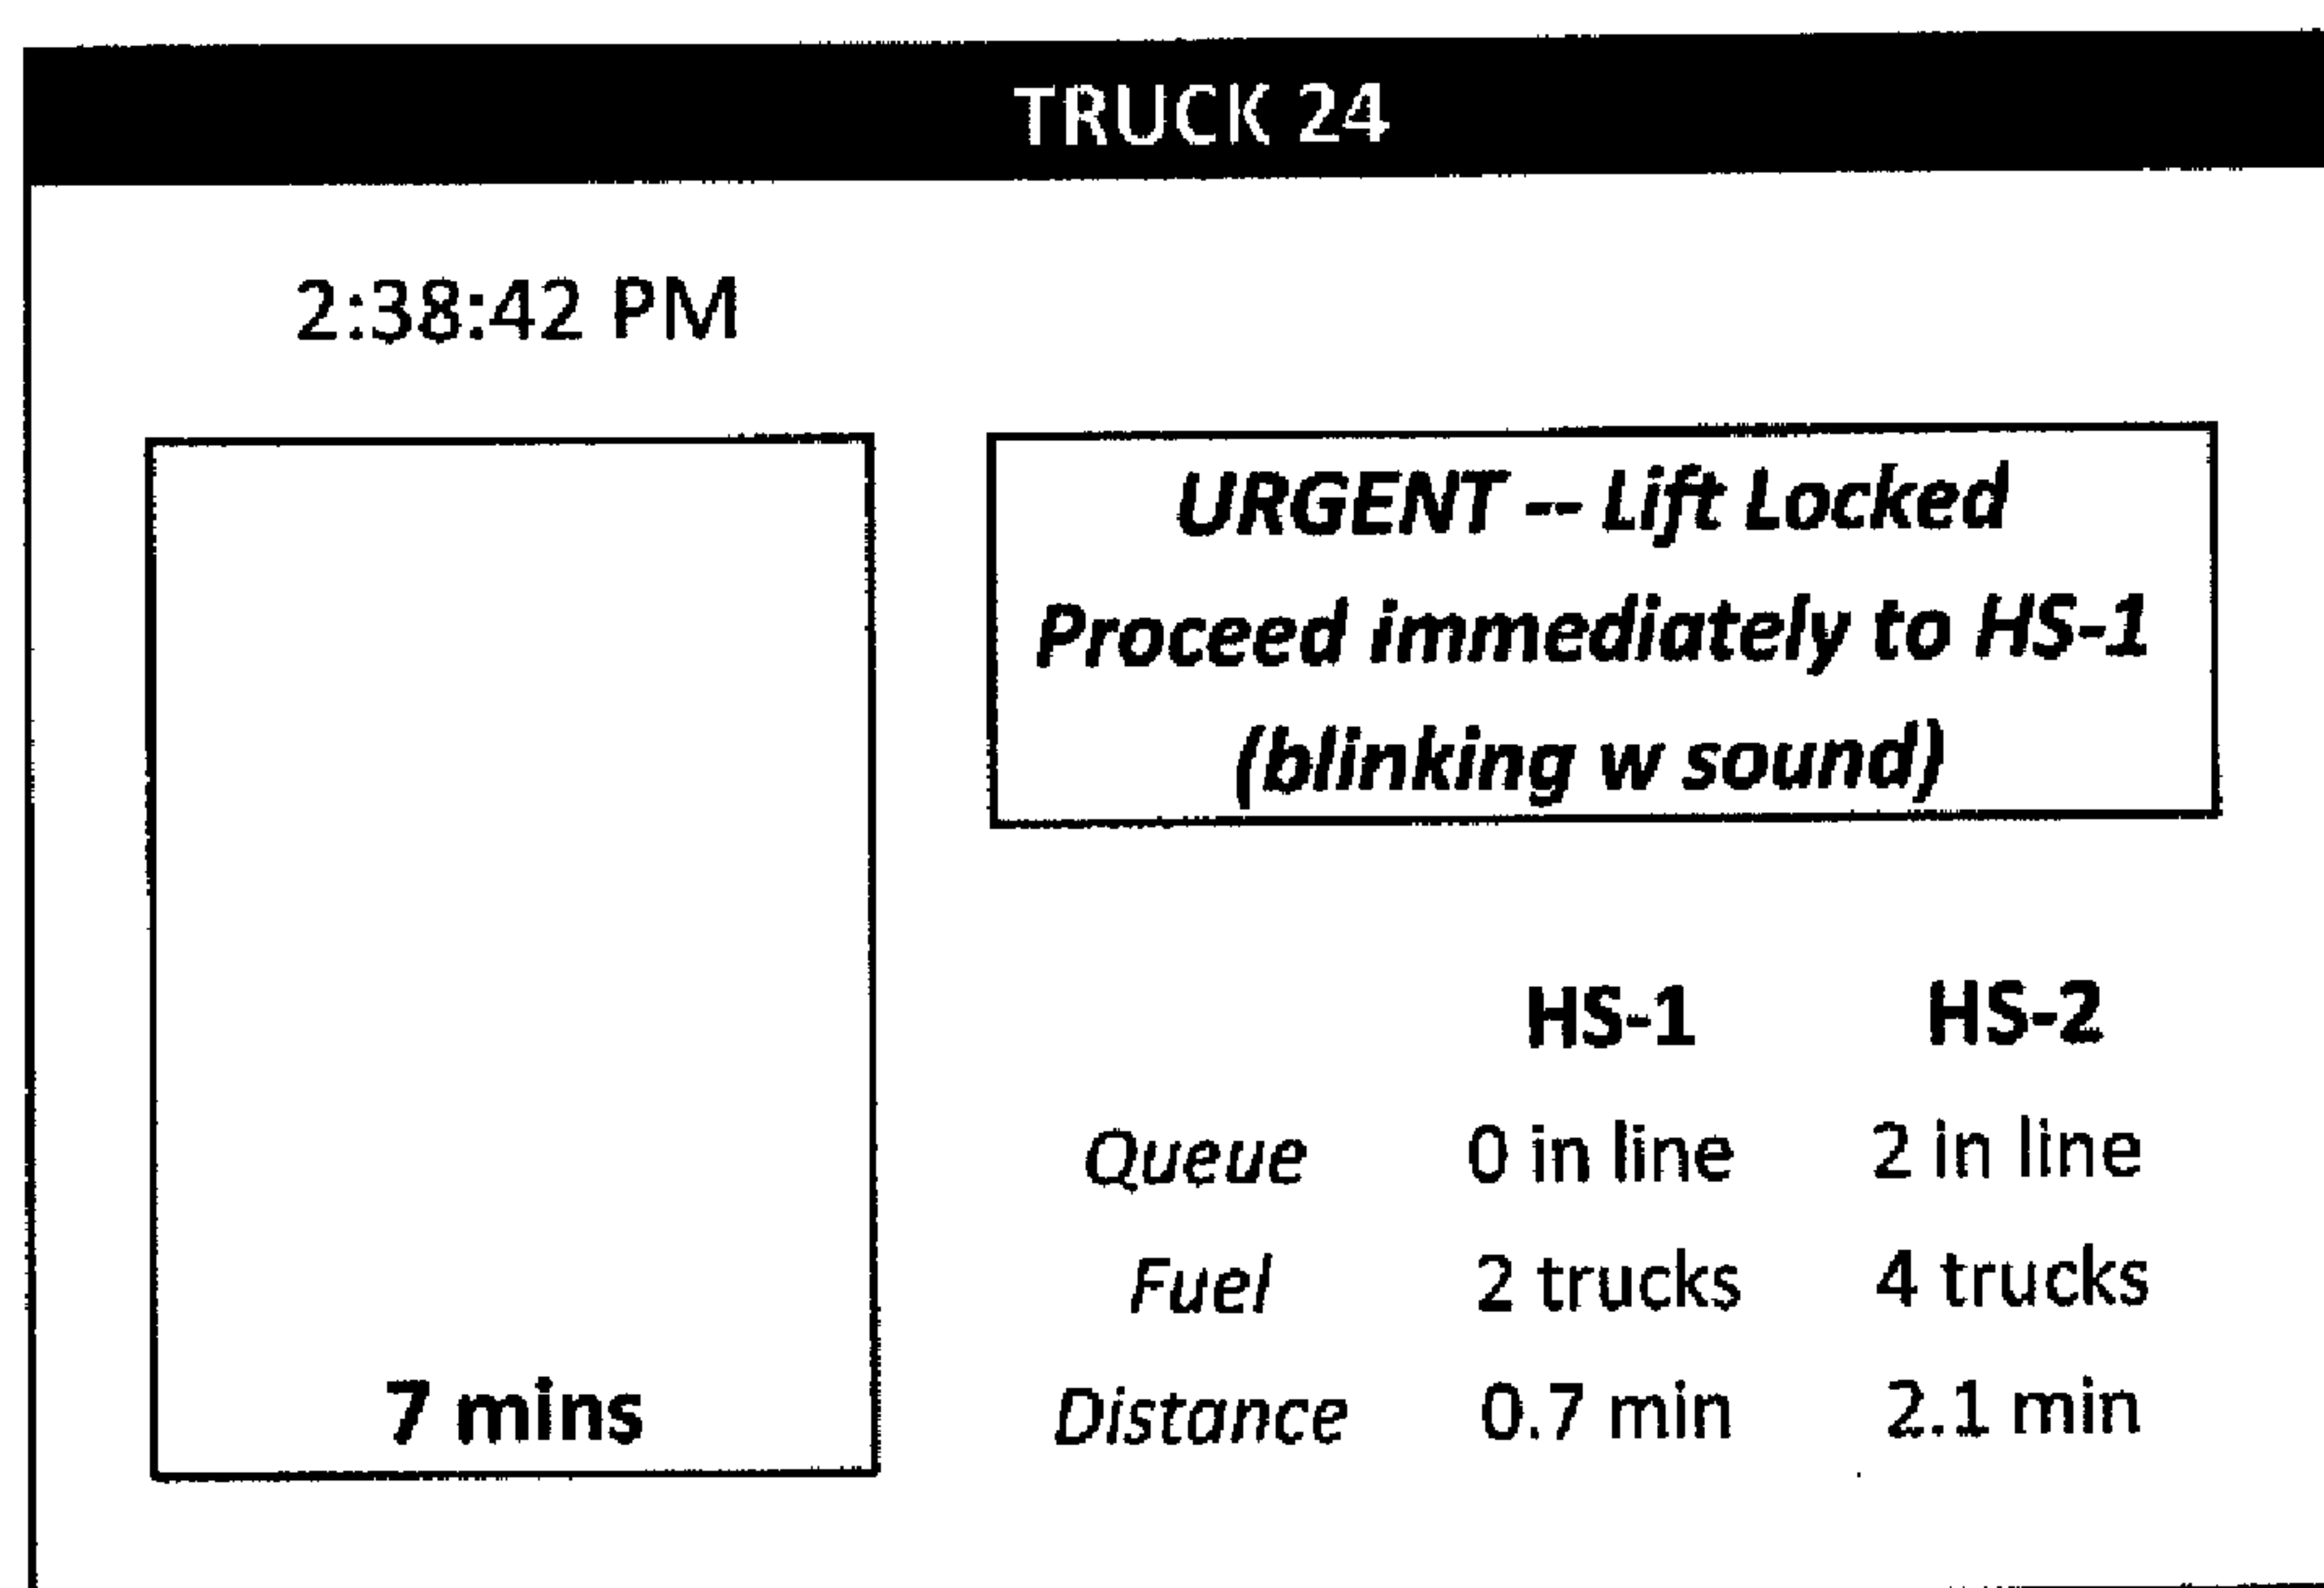 TRUCK 24
2:38:42 PM
URGENT -- Lift Locked
Proceed immediately to HS-1
(blinking w sound)
HS-1 HS-2
Queue 0 in line 2 in line
Fuel 2 trucks 4 trucks
Distance 0.7 min 2.1 min
7 mins